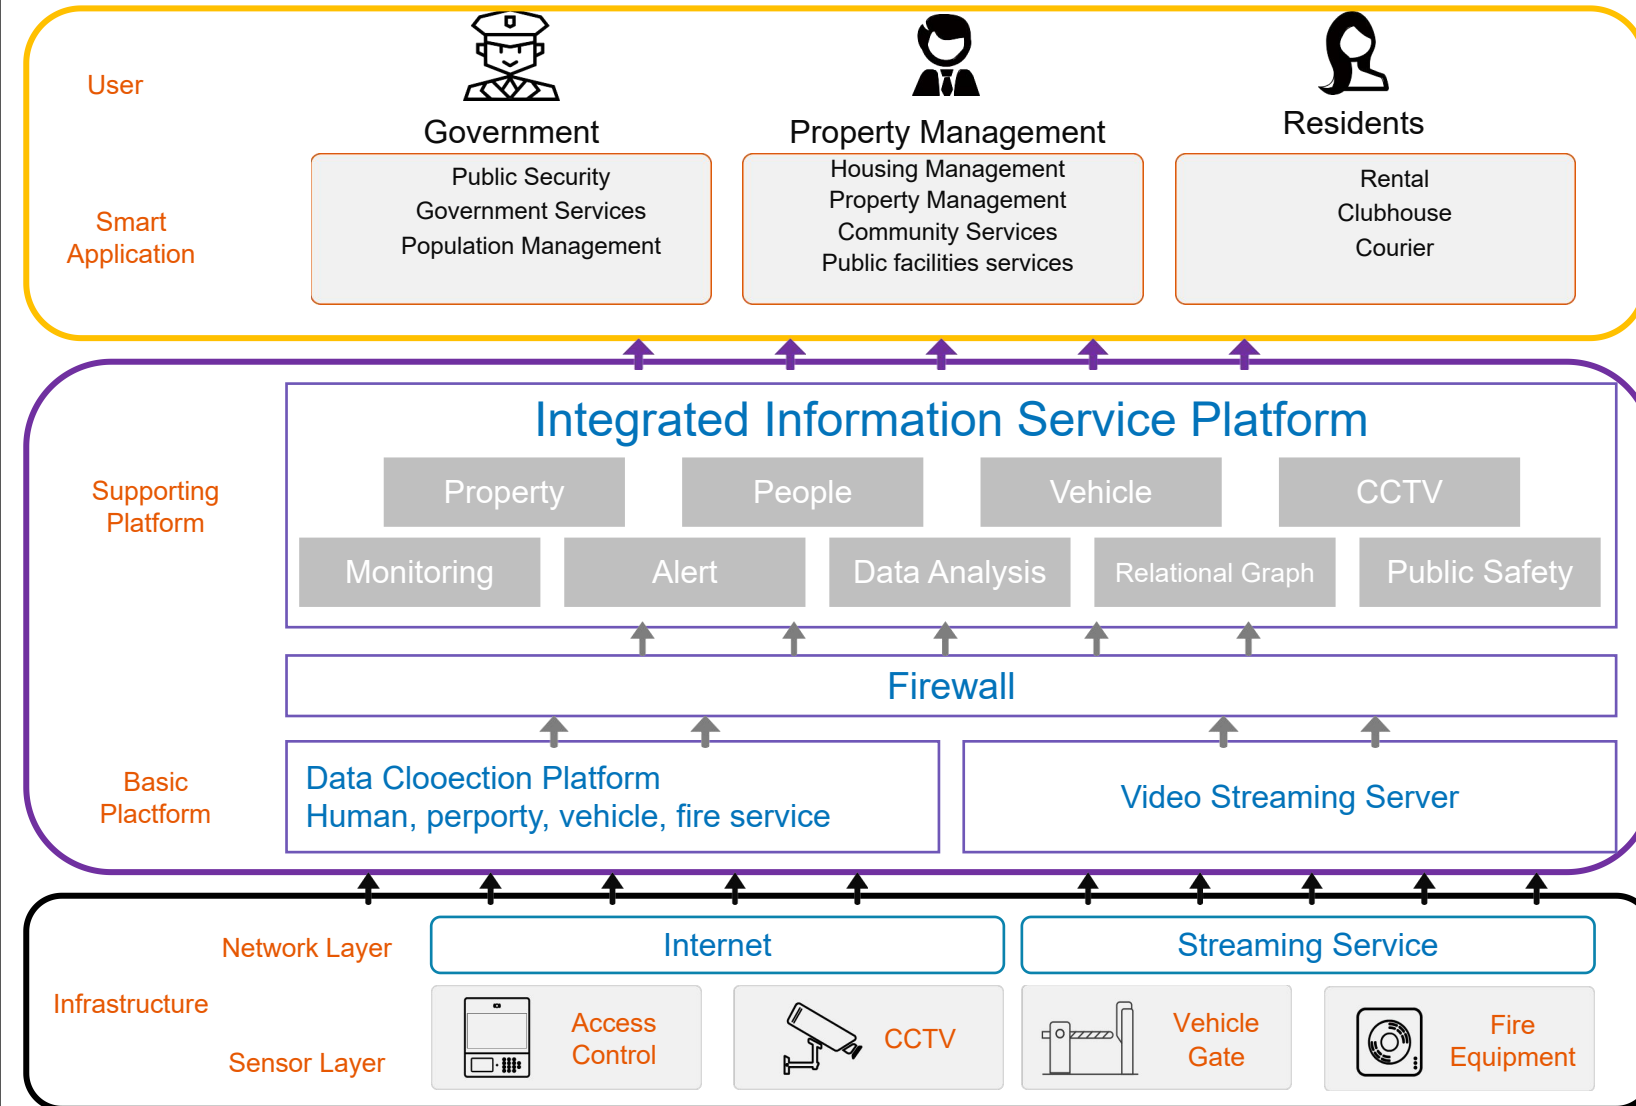 User
Government
Property Management
Residents
Smart
Application
Public Security
Government Services
Population Management
Housing Management
Property Management
Community Services
Public facilities services
Rental
Clubhouse
Courier
Supporting
Platform
Integrated Information Service Platform
Property
People
Vehicle
CCTV
Monitoring
Alert
Data Analysis
Relational Graph
Public Safety
Firewall
Basic
Plactform
Data Clooection Platform
Human, perporty, vehicle, fire service
Video Streaming Server
Network Layer
Internet
Streaming Service
Infrastructure
Sensor Layer
Access
Control
CCTV
Vehicle
Gate
Fire
Equipment